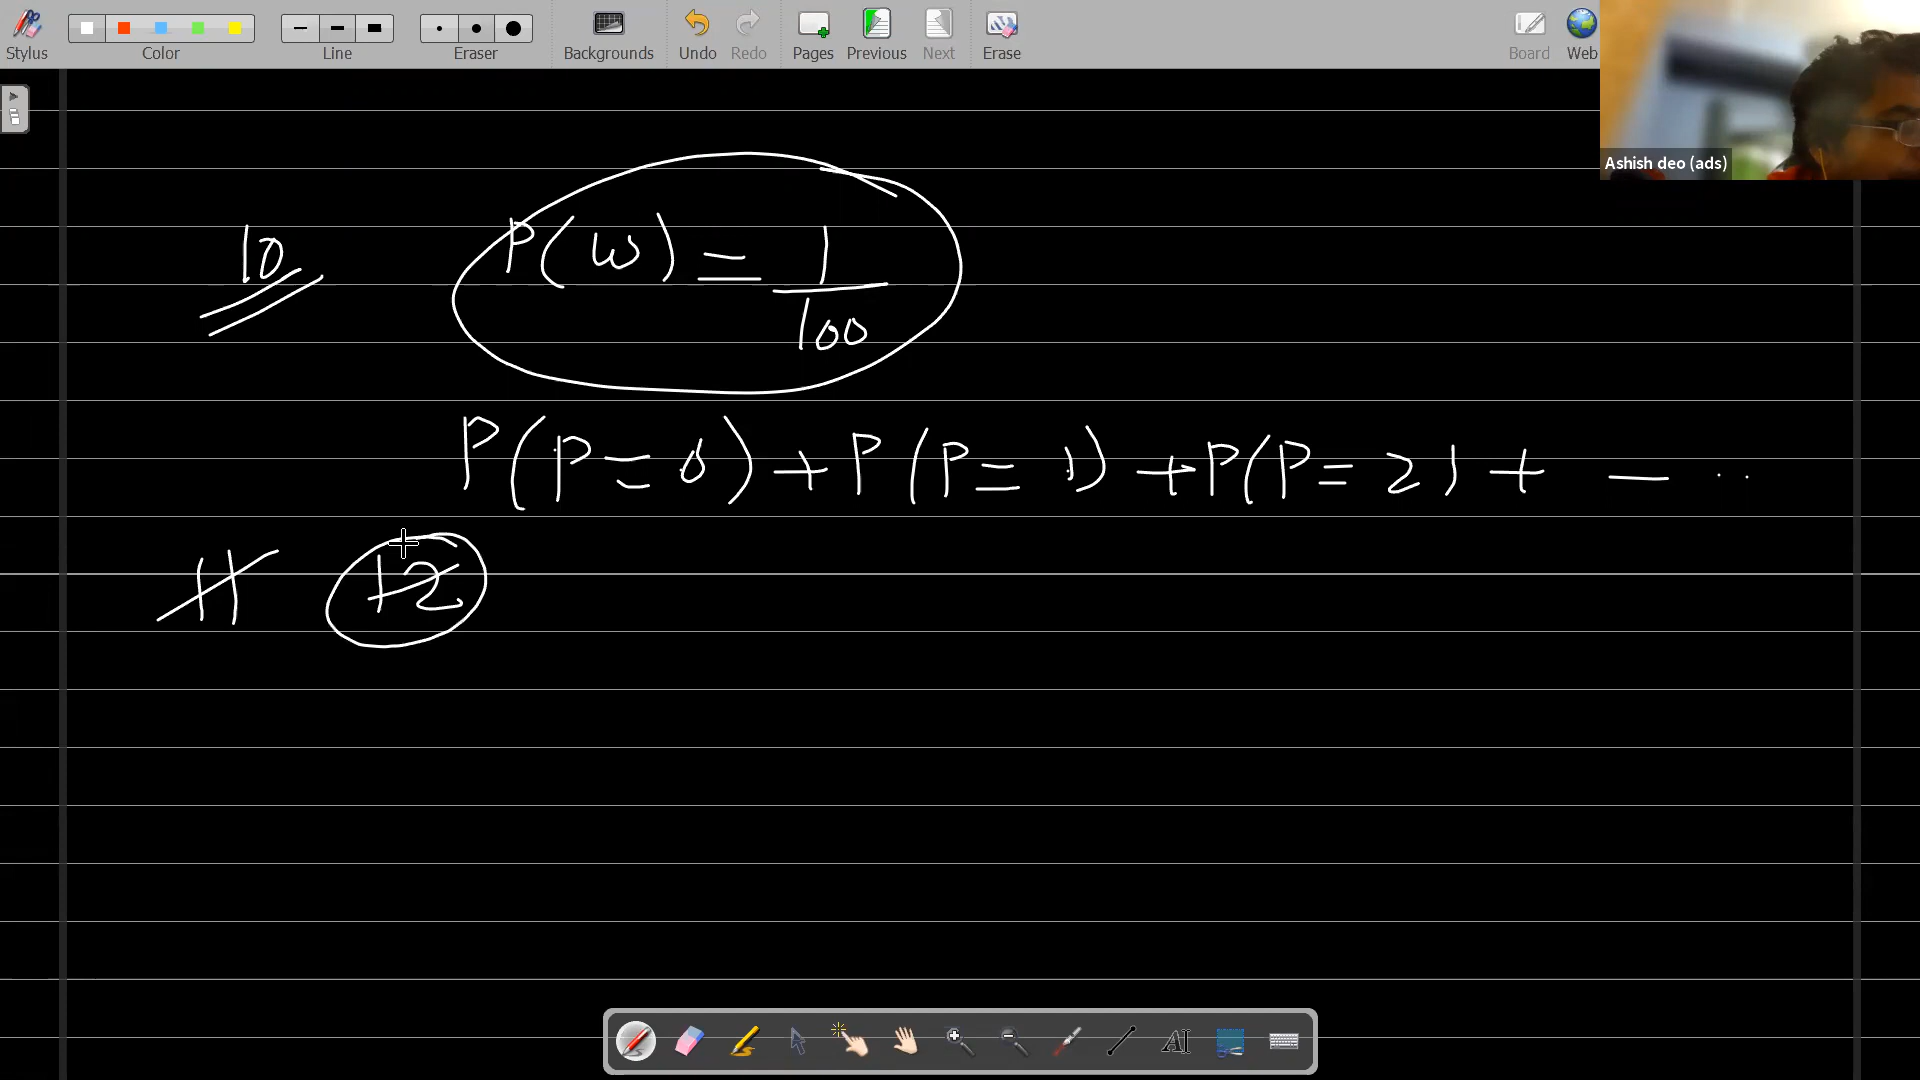 Stylus Color Line Eraser Backgrounds Undo Redo Pages Previous Next Erase Board Web
Ashish deo (ads)
10 P(W) = 1/100
P(P=0) + P(P=1) + P(P=2) + — ..
11 12
AI